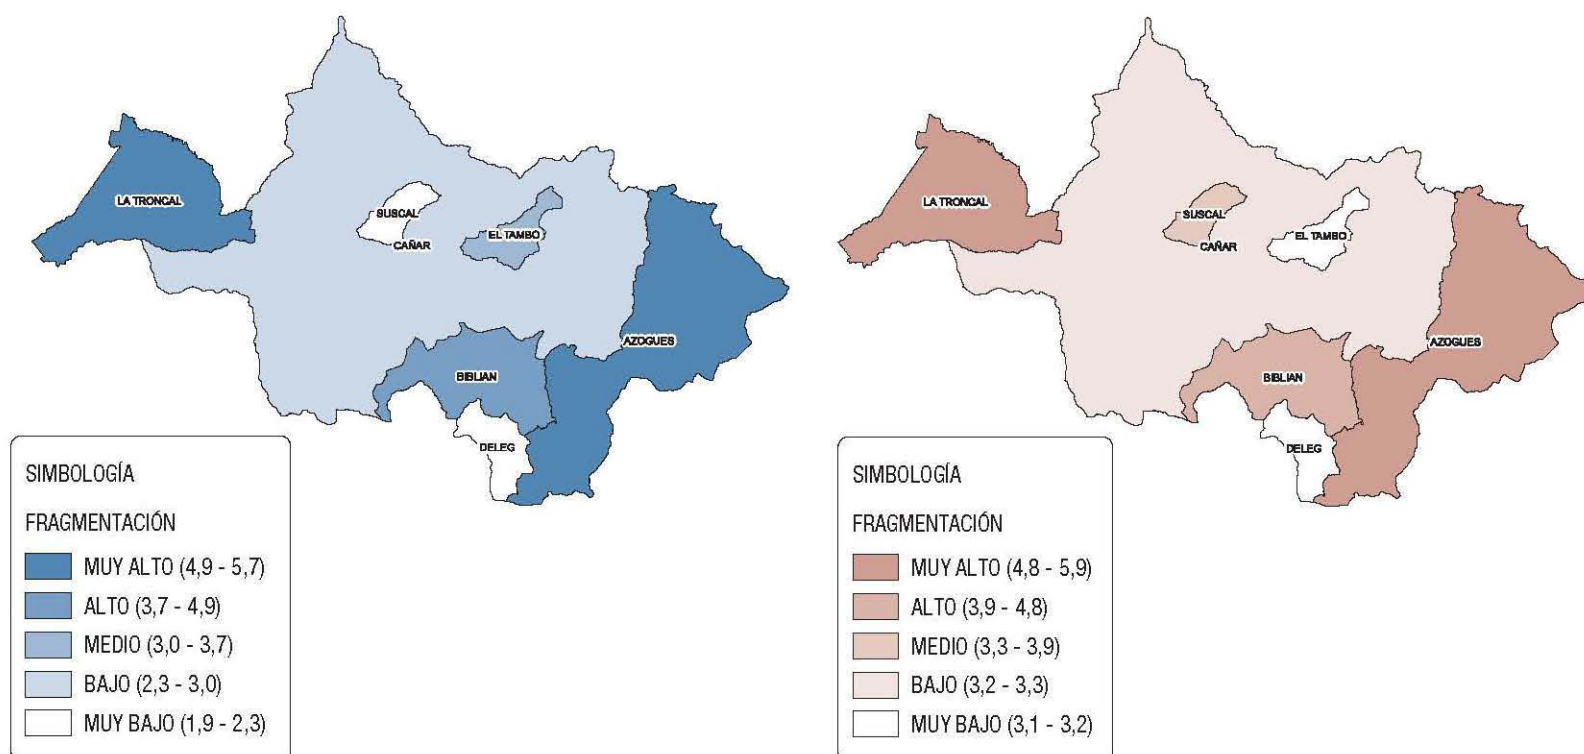 LA TRONCAL
SUSCAL
EL TAMBO
CAÑAR
AZOGUES
BIBLIAN
DELEG
SIMBOLOGÍA
FRAGMENTACIÓN
MUY ALTO (4,9 - 5,7)
ALTO (3,7 - 4,9)
MEDIO (3,0 - 3,7)
BAJO (2,3 - 3,0)
MUY BAJO (1,9 - 2,3)
LA TRONCAL
SUSCAL
EL TAMBO
CAÑAR
AZOGUES
BIBLIAN
DELEG
SIMBOLOGÍA
FRAGMENTACIÓN
MUY ALTO (4,8 - 5,9)
ALTO (3,9 - 4,8)
MEDIO (3,3 - 3,9)
BAJO (3,2 - 3,3)
MUY BAJO (3,1 - 3,2)